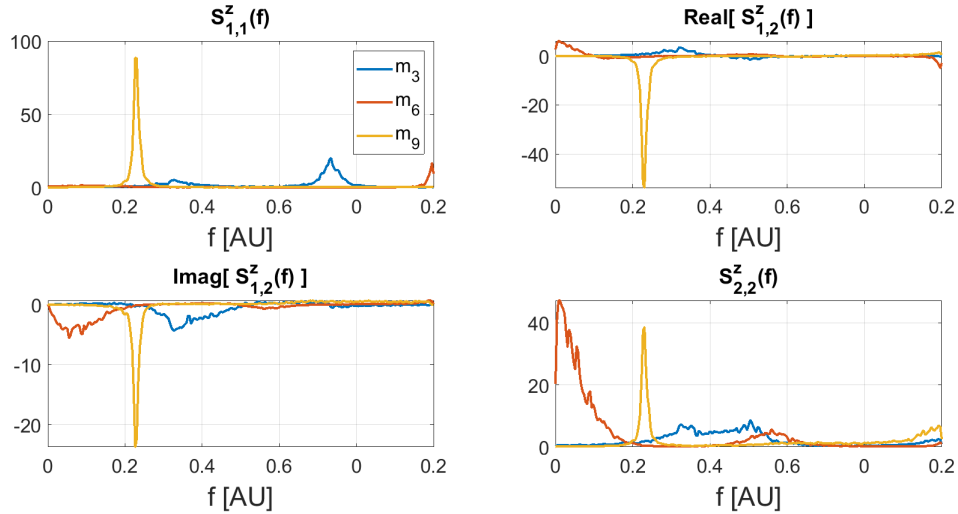 S^z_{1,1}(f)
100
50
0
m_3
m_6
m_9
0 0.2 0.4 0.6 0 0.2
f [AU]
Real[ S^z_{1,2}(f) ]
0
-20
-40
0 0.2 0.4 0.6 0 0.2
f [AU]
Imag[ S^z_{1,2}(f) ]
0
-10
-20
0 0.2 0.4 0.6 0 0.2
f [AU]
S^z_{2,2}(f)
40
20
0
0 0.2 0.4 0.6 0 0.2
f [AU]